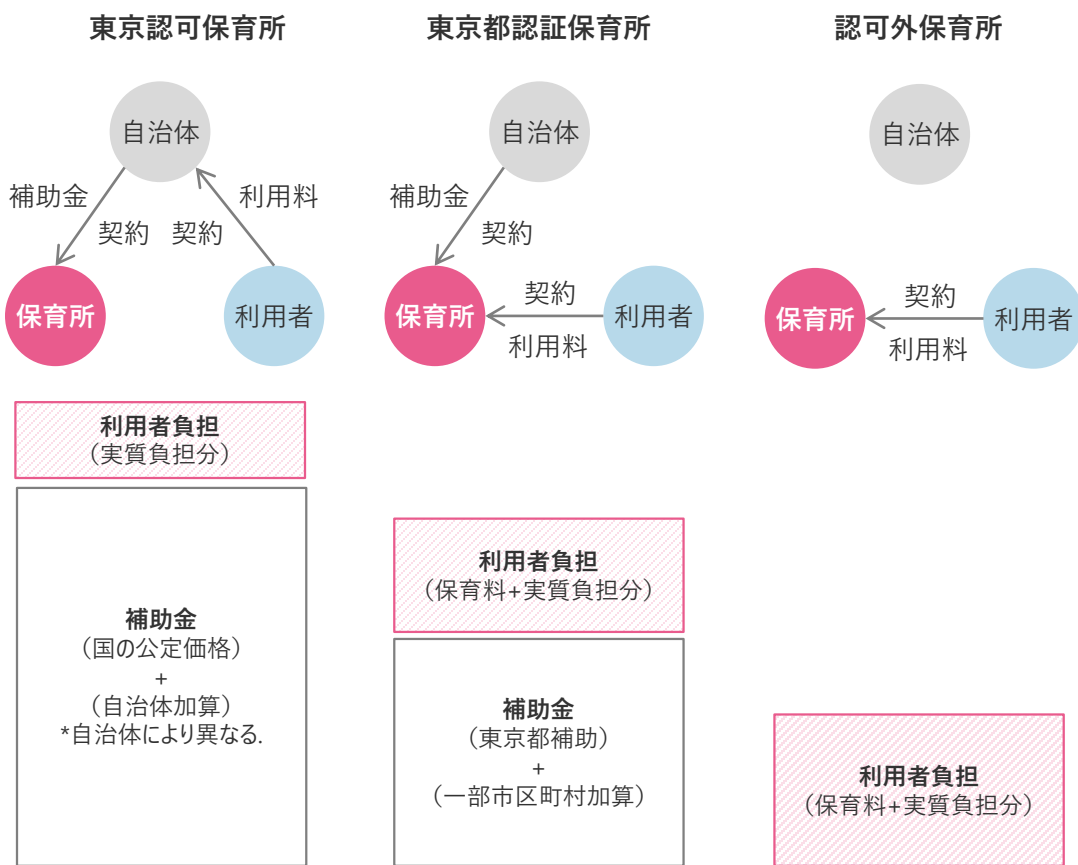 東京認可保育所
自治体
補助金
利用料
契約
契約
保育所
利用者
利用者負担
（実質負担分）
補助金
（国の公定価格）
+
（自治体加算）
*自治体により異なる.
東京都認証保育所
自治体
補助金
契約
契約
保育所
利用者
利用料
利用者負担
（保育料+実質負担分）
補助金
（東京都補助）
+
（一部市区町村加算）
認可外保育所
自治体
契約
保育所
利用者
利用料
利用者負担
（保育料+実質負担分）